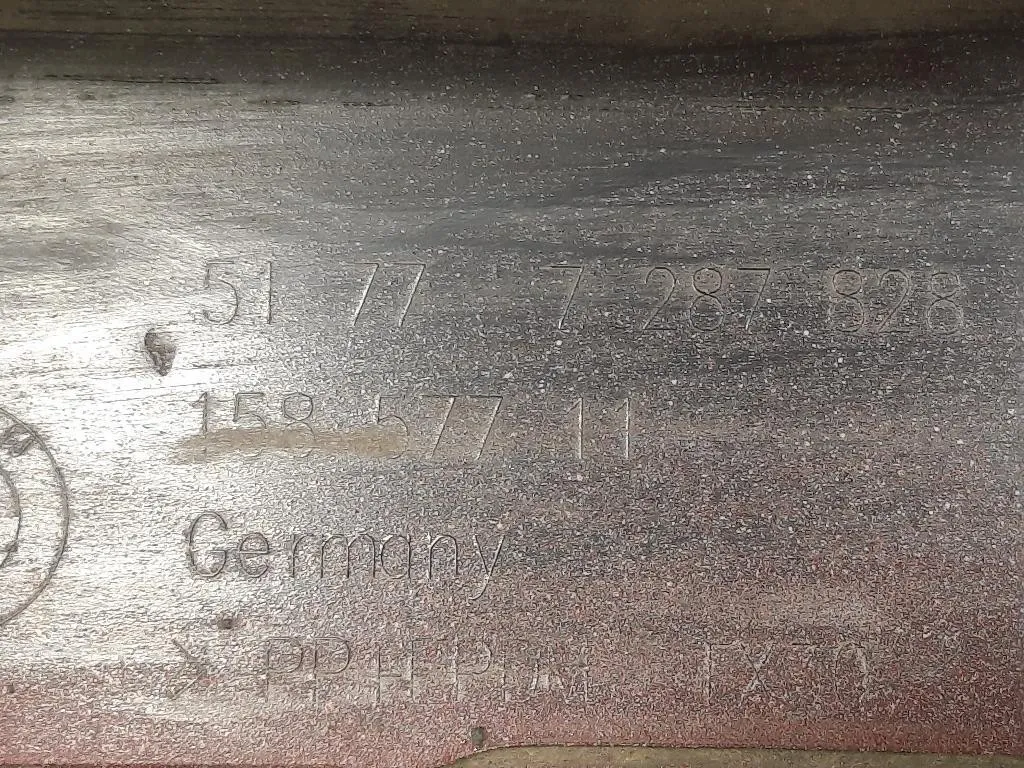 51 77 7 287 828
158 577 11
Germany
>PP+EPDM TX70